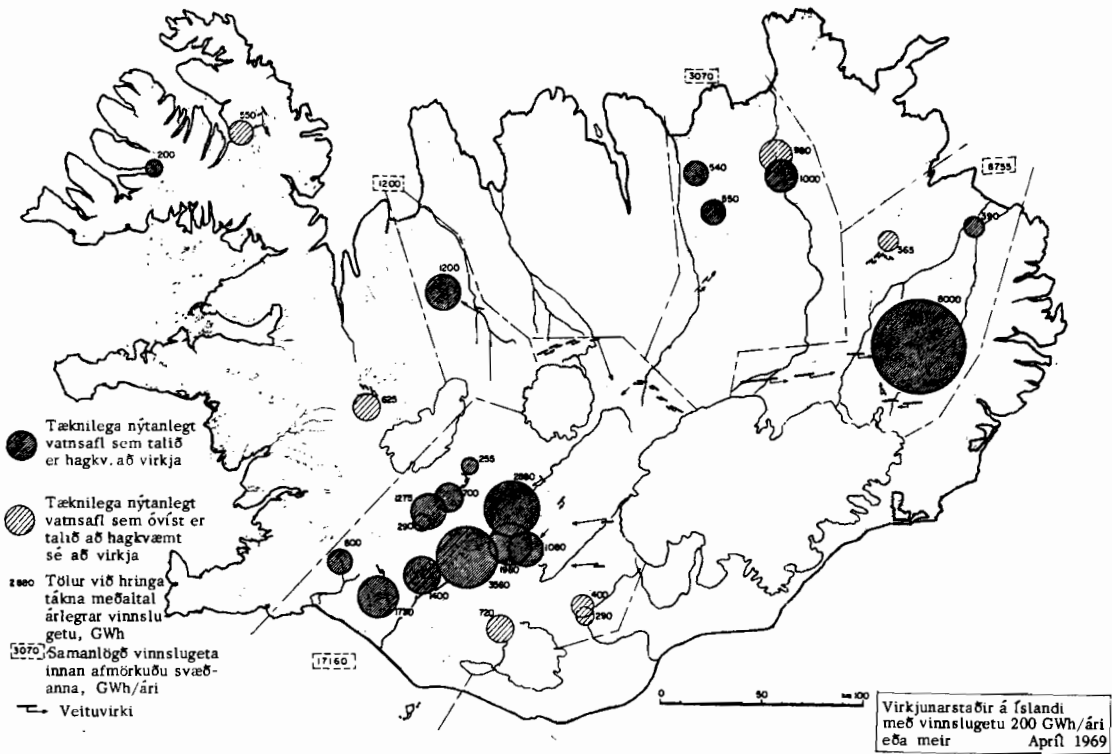 550
200
3070
540
980
1000
550
1200
8755
390
365
1200
8000
625
Tæknilega nýtanlegt
vatnsafl sem talið
er hagkv. að virkja
255
700
1275
290
2880
1080
3560
600
1400
Tæknilega nýtanlegt
vatnsafl sem óvíst er
talið að hagkvæmt
sé að virkja
400
290
720
2880 Tölur við hringa
tákna meðaltal
árlegrar vinnslu
getu, GWh
3070 Samanlögð vinnslugeta
innan afmörkuðu svæð-
anna, GWh/ári
17160
Veituvirki
0 50 km 100
Virkjunarstaðir á Íslandi
með vinnslugetu 200 GWh/ári
eða meir Apríl 1969